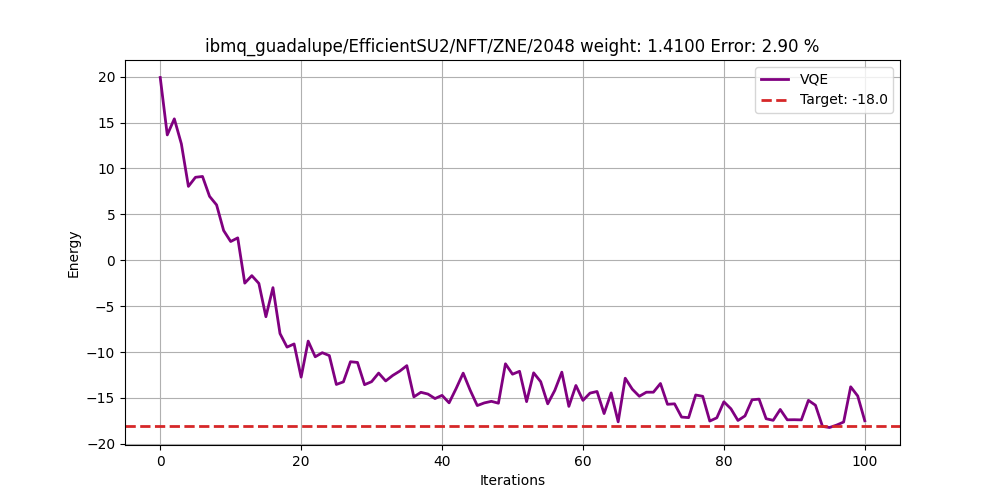 ibmq_guadalupe/EfficientSU2/NFT/ZNE/2048 weight: 1.4100 Error: 2.90 %
VQE
Target: -18.0
20
15
10
5
0
−5
−10
−15
−20
Energy
0 20 40 60 80 100
Iterations